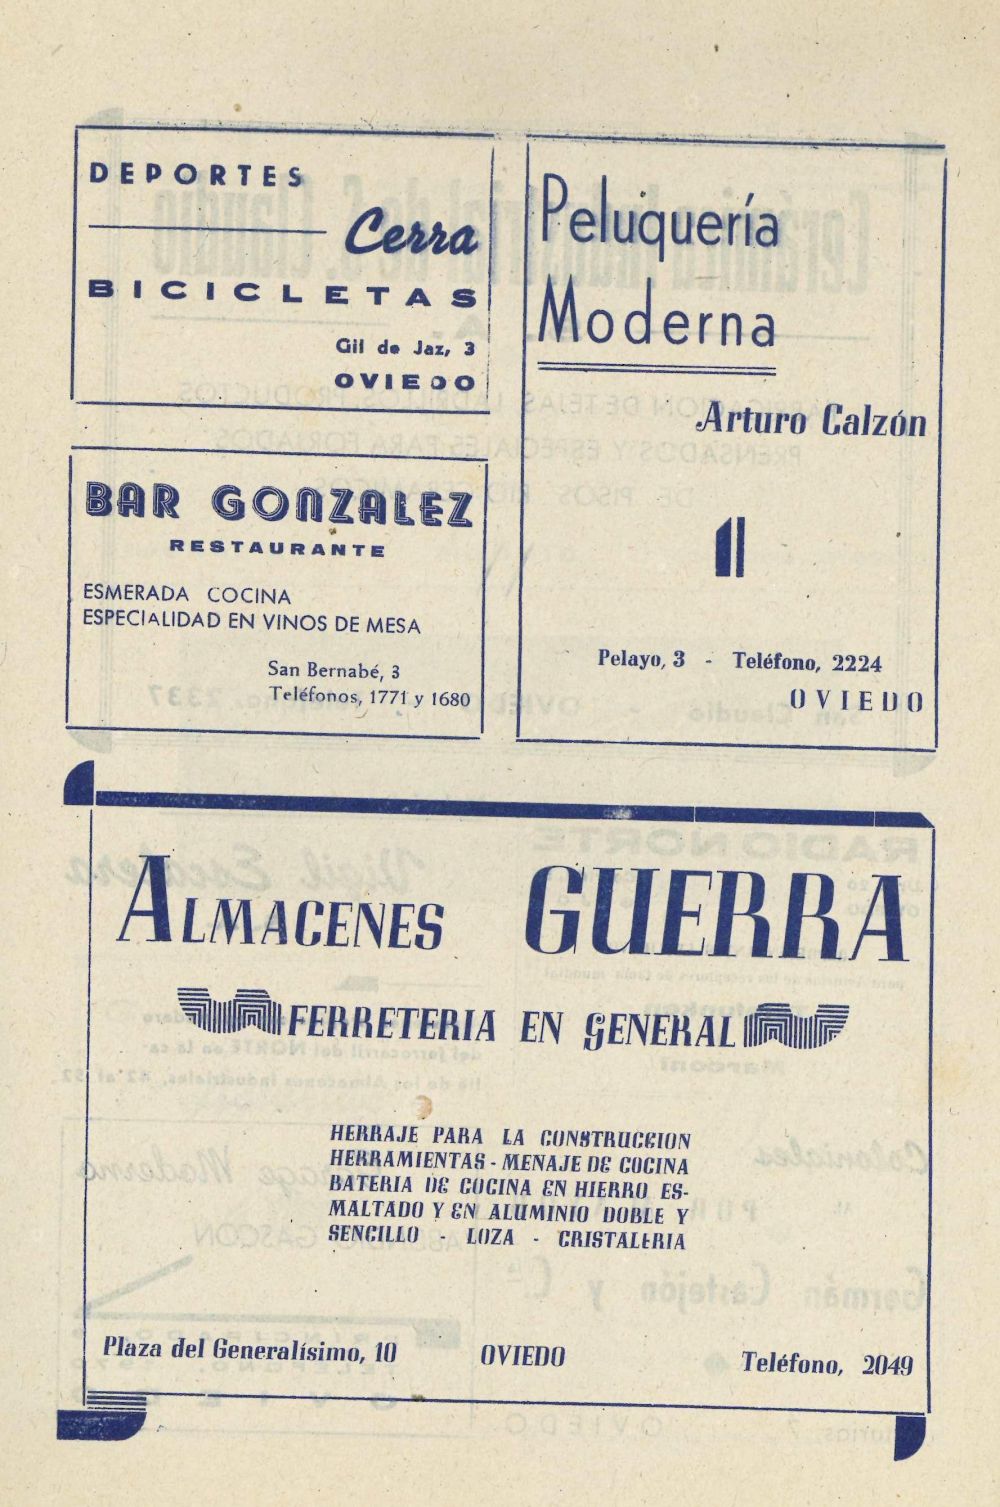 DEPORTES
Cerra
BICICLETAS
Gil de Jaz, 3
OVIEDO
BAR GONZALEZ
RESTAURANTE
ESMERADA COCINA
ESPECIALIDAD EN VINOS DE MESA
San Bernabé, 3
Teléfonos, 1771 y 1680
Peluquería
Moderna
Arturo Calzón
Pelayo, 3 - Teléfono, 2224
OVIEDO
ALMACENES GUERRA
FERRETERIA EN GENERAL
HERRAJE PARA LA CONSTRUCCION
HERRAMIENTAS - MENAJE DE COCINA
BATERIA DE COCINA EN HIERRO ES-
MALTADO Y EN ALUMINIO DOBLE Y
SENCILLO - LOZA - CRISTALERIA
Plaza del Generalísimo, 10 OVIEDO Teléfono, 2049